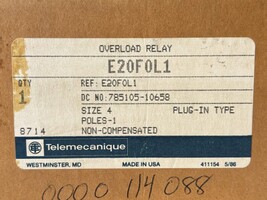 OVERLOAD RELAY
E20F0L1
QTY REF: E20F0L1
1 DC NO: 785105-10658
SIZE 4 PLUG-IN TYPE
POLES-1
8714 NON-COMPENSATED
TE Telemecanique
WESTMINSTER, MD MADE IN USA 411154 5/86
0000 114 088